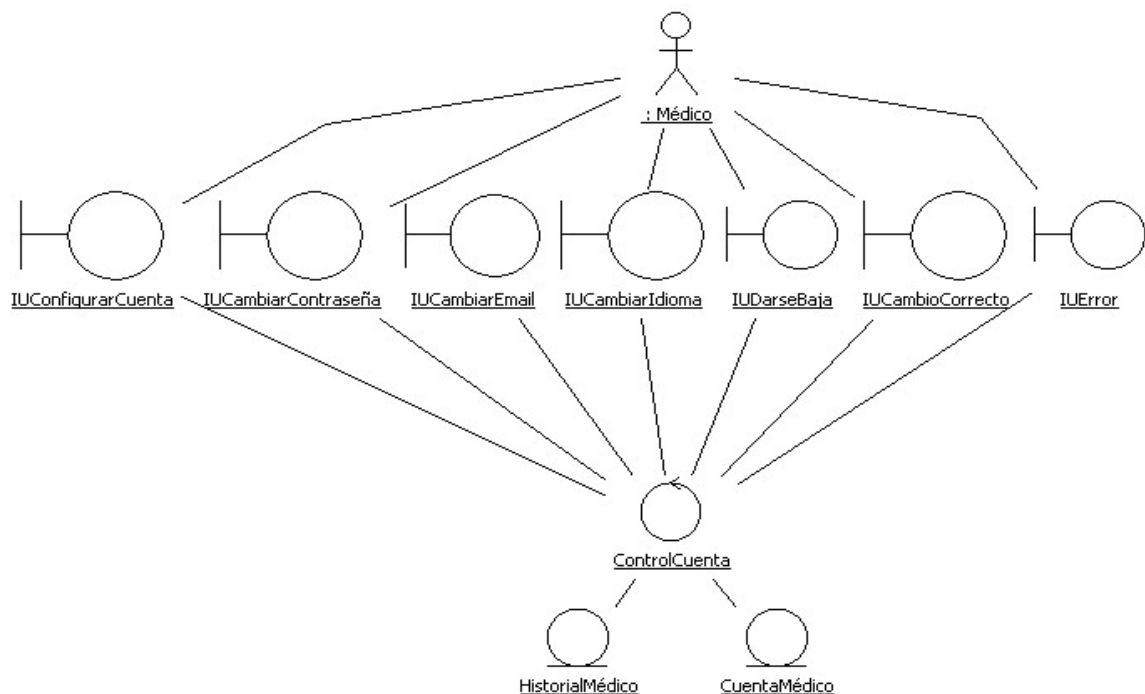 : Médico
IUConfigurarCuenta
IUCambiarContraseña
IUCambiarEmail
IUCambiarIdioma
IUDarseBaja
IUCambioCorrecto
IUError
ControlCuenta
HistorialMédico
CuentaMédico